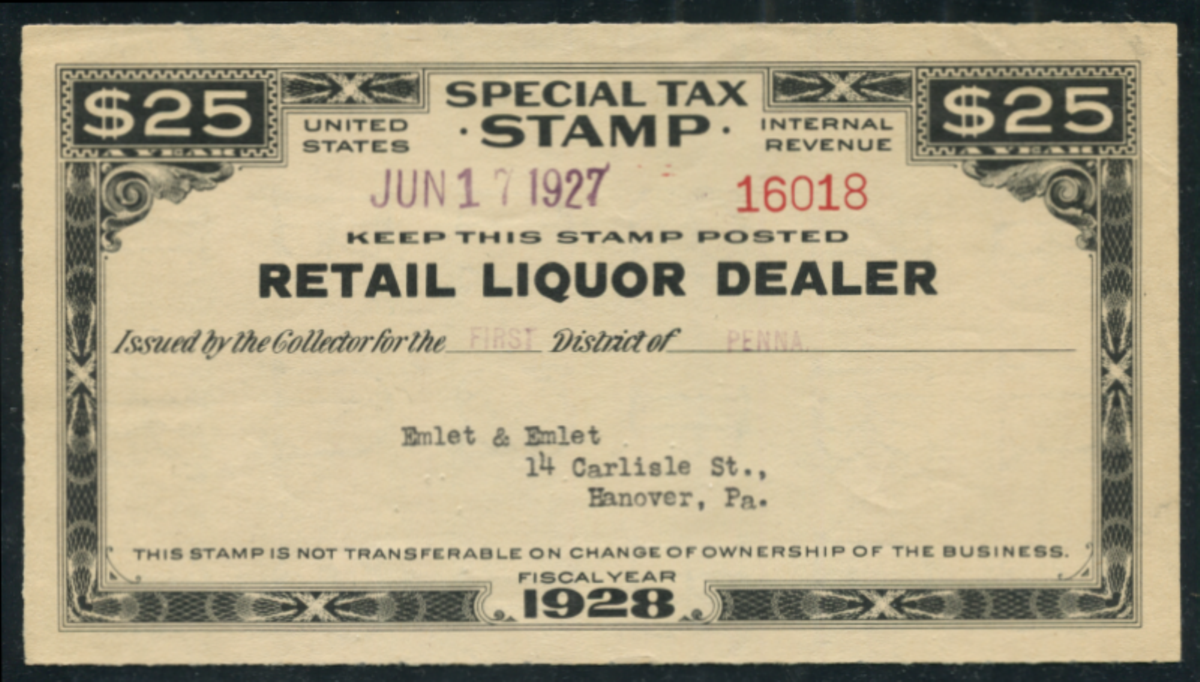 $25 A YEAR
SPECIAL TAX
STAMP
UNITED STATES
INTERNAL REVENUE
$25 A YEAR
JUN 17 1927 16018
KEEP THIS STAMP POSTED
RETAIL LIQUOR DEALER
Issued by the Collector for the FIRST District of PENNA.
Emlet & Emlet
14 Carlisle St.,
Hanover, Pa.
THIS STAMP IS NOT TRANSFERABLE ON CHANGE OF OWNERSHIP OF THE BUSINESS.
FISCAL YEAR
1928